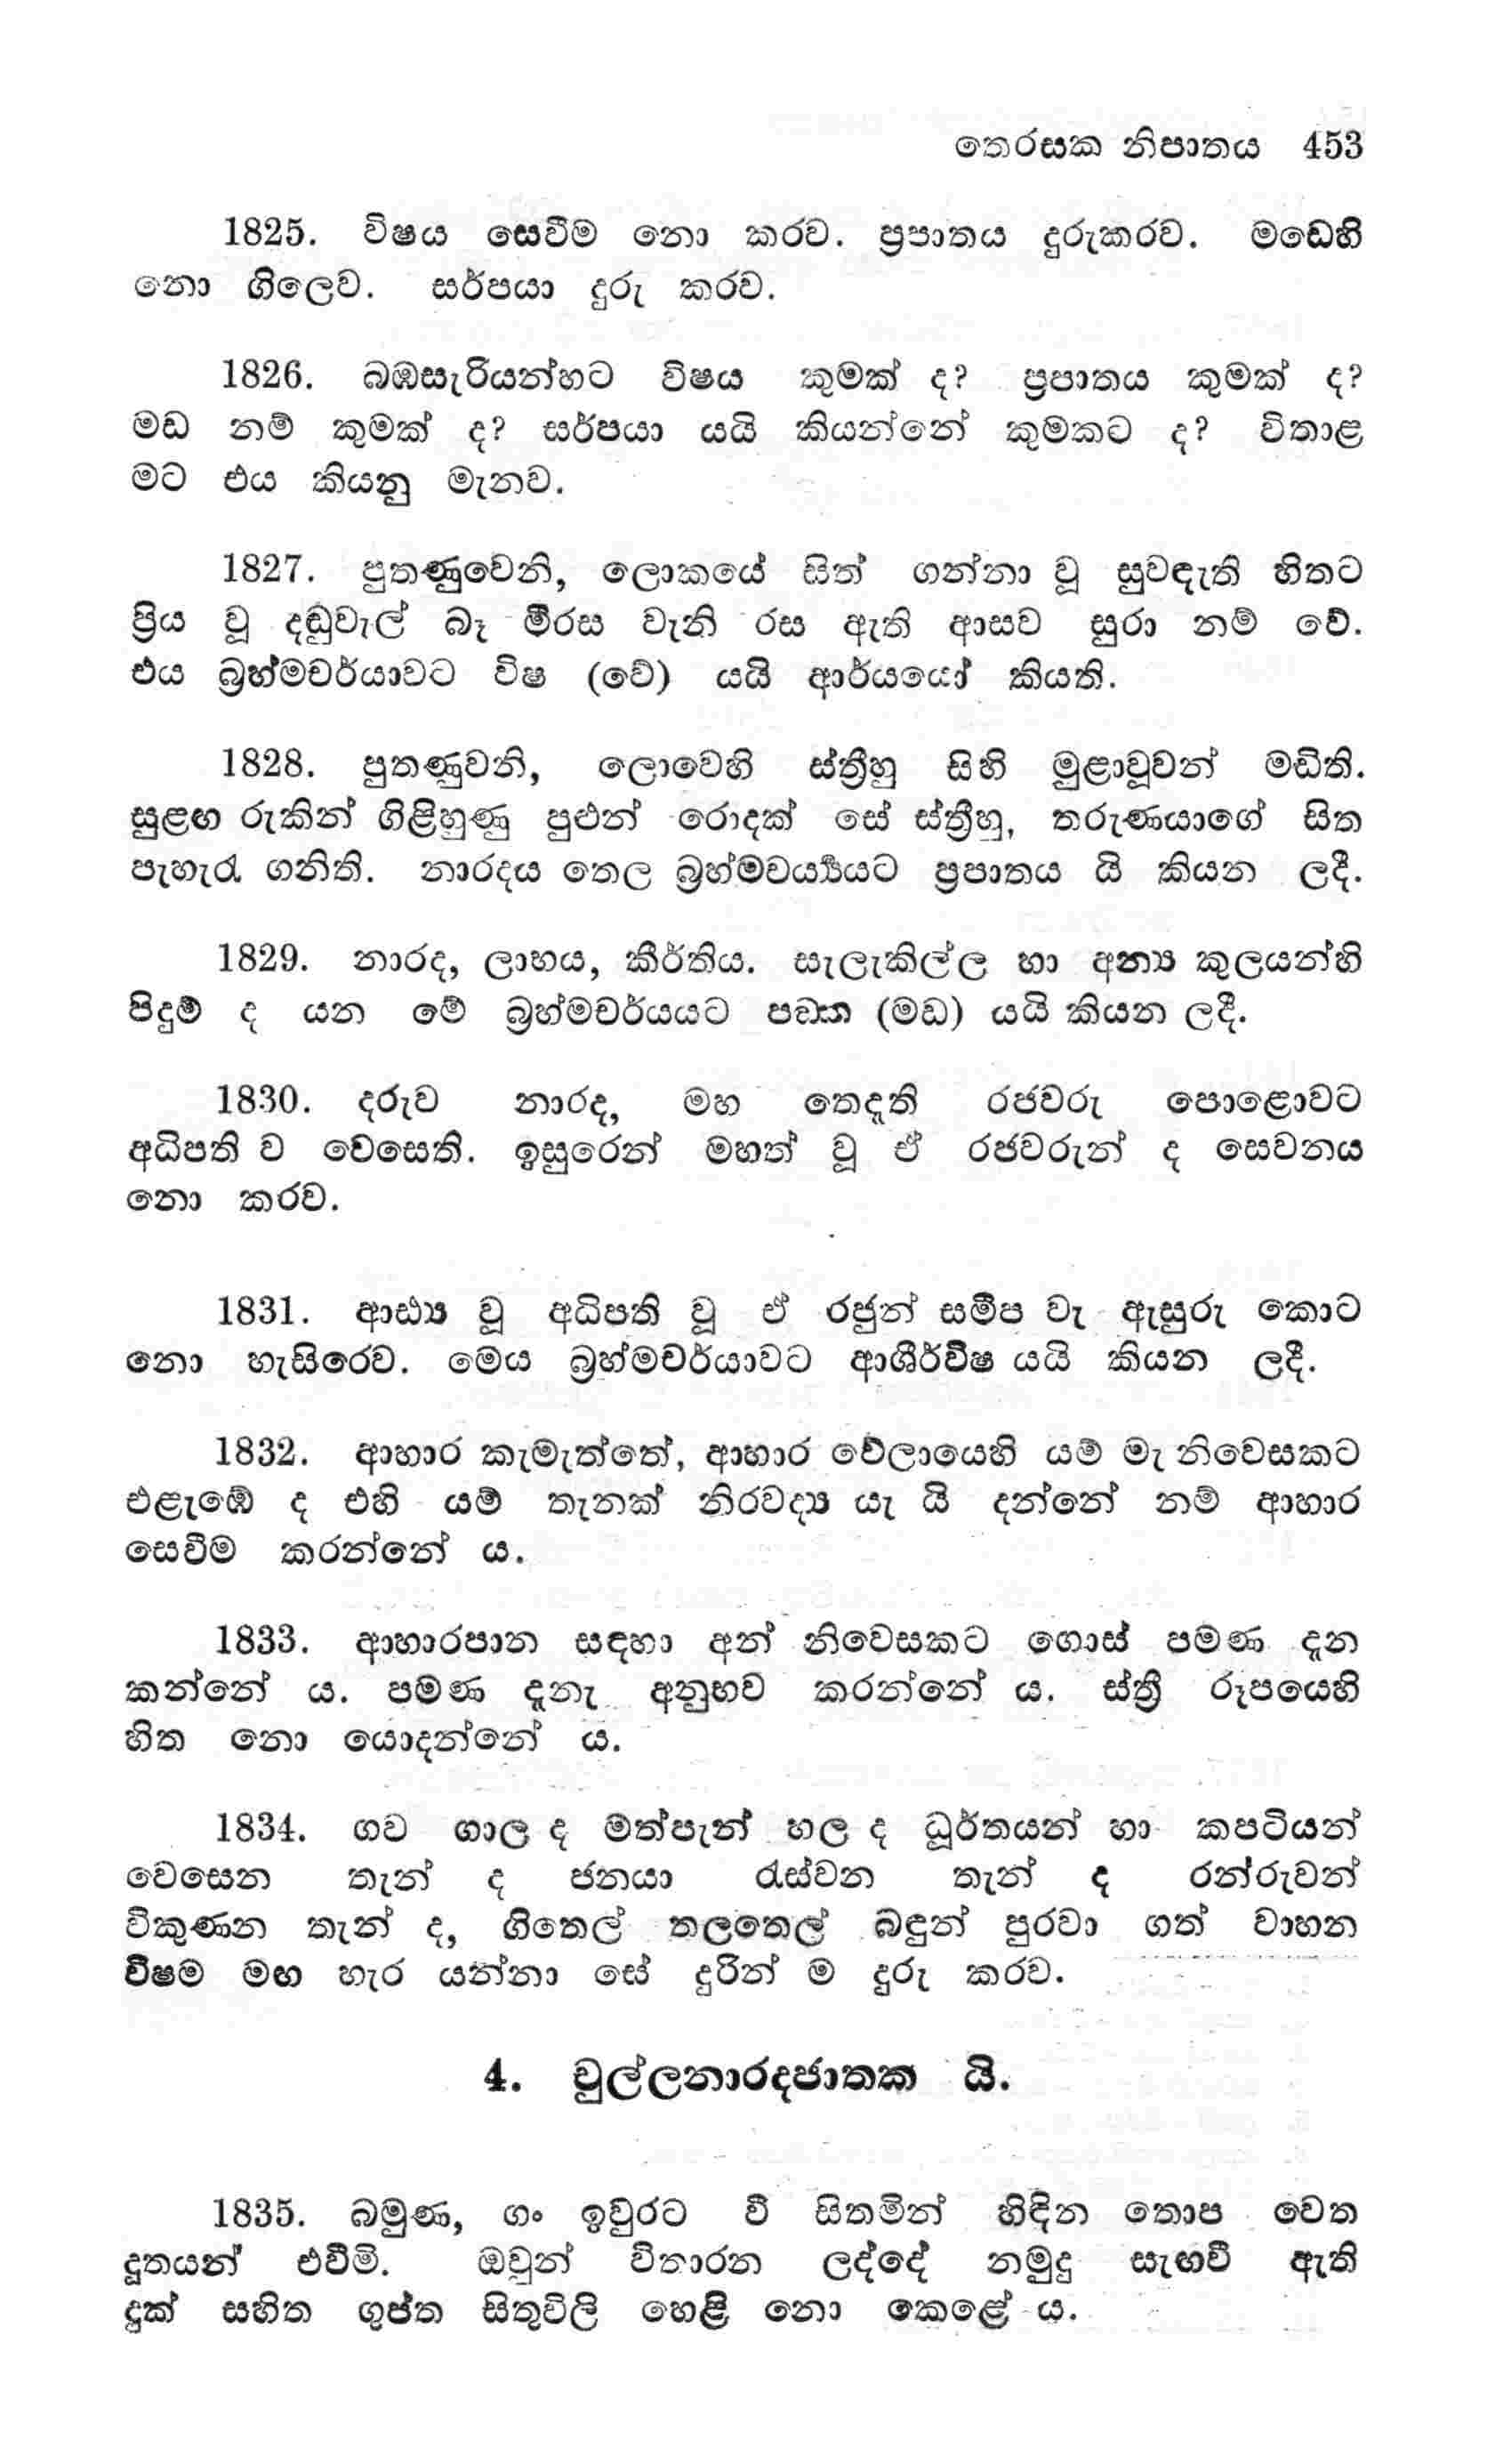 තෙරසක නිපාතය 453
1825. විෂය සෙවීම නො කරව. ප්‍රපාතය දුරුකරව. මඩෙහි
නො ගිලෙව. සර්පයා දුරු කරව.
1826. බඹසැරියන්හට විෂය කුමක් ද? ප්‍රපාතය කුමක් ද?
මඩ නම් කුමක් ද? සර්පයා යයි කියන්නේ කුමකට ද? විතාළ
මට එය කියනු මැනව.
1827. පුතණුවෙනි, ලොකයේ සිත් ගන්නා වූ සුවඳැති හිතට
ප්‍රිය වූ දඬුවැල් බෑ මීරස වැනි රස ඇති ආසව සුරා නම් වේ.
එය බ්‍රහ්මචර්යාවට විෂ (වේ) යයි ආර්යයෝ කියති.
1828. පුතණුවනි, ලොවෙහි ස්ත්‍රීහු සිහි මුළාවූවන් මඩිති.
සුළඟ රුකින් ගිළිහුණු පුළුන් රොදක් සේ ස්ත්‍රීහු, තරුණයාගේ සිත
පැහැරැ ගනිති. නාරදය තෙල බ්‍රහ්මචර්‍ය්‍යයට ප්‍රපාතය යි කියන ලදී.
1829. නාරද, ලාභය, කීර්තිය. සැලැකිල්ල හා අන්‍ය කුලයන්හි
පිදුම් ද යන මේ බ්‍රහ්මචර්යයට පඞ්ක (මඩ) යයි කියන ලදී.
1830. දරුව නාරද, මහ තෙදැති රජවරු පොළොවට
අධිපති ව වෙසෙති. ඉසුරෙන් මහත් වූ ඒ රජවරුන් ද සෙවනය
නො කරව.
1831. ආඪ්‍ය වූ අධිපති වූ ඒ රජුන් සමීප වැ ඇසුරු කොට
නො හැසිරෙව. මෙය බ්‍රහ්මචර්යාවට ආශීර්විෂ යයි කියන ලදී.
1832. ආහාර කැමැත්තේ, ආහාර වේලායෙහි යම් මැ නිවෙසකට
එළැඹේ ද එහි යම් තැනක් නිරවද්‍ය යැ යි දන්නේ නම් ආහාර
සෙවීම කරන්නේ ය.
1833. ආහාරපාන සඳහා අන් නිවෙසකට ගොස් පමණ දැන
කන්නේ ය. පමණ දැනැ අනුභව කරන්නේ ය. ස්ත්‍රී රූපයෙහි
හිත නො යොදන්නේ ය.
1834. ගව ගාල ද මත්පැන් හල ද ධූර්තයන් හා කපටියන්
වෙසෙන තැන් ද ජනයා රැස්වන තැන් ද රන්රුවන්
විකුණන තැන් ද, ගිතෙල් තලතෙල් බඳුන් පුරවා ගත් වාහන
විෂම මඟ හැර යන්නා සේ දුරින් ම දුරු කරව.
4. චුල්ලනාරදජාතක යි.
1835. බමුණ, ගං ඉවුරට වී සිතමින් හිඳින තොප වෙත
දූතයන් එවීමි. ඔවුන් විතාරන ලද්දේ නමුදු සැඟවී ඇති
දුක් සහිත ගුප්ත සිතුවිලි හෙළි නො කෙළේ ය.